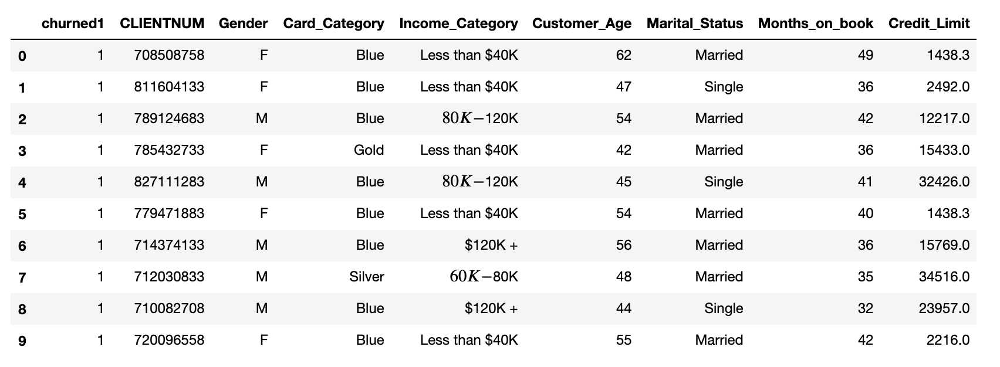 churned1 CLIENTNUM Gender Card_Category Income_Category Customer_Age Marital_Status Months_on_book Credit_Limit
0 1 708508758 F Blue Less than $40K 62 Married 49 1438.3
1 1 811604133 F Blue Less than $40K 47 Single 36 2492.0
2 1 789124683 M Blue 80K−120K 54 Married 42 12217.0
3 1 785432733 F Gold Less than $40K 42 Married 36 15433.0
4 1 827111283 M Blue 80K−120K 45 Single 41 32426.0
5 1 779471883 F Blue Less than $40K 54 Married 40 1438.3
6 1 714374133 M Blue $120K + 56 Married 36 15769.0
7 1 712030833 M Silver 60K−80K 48 Married 35 34516.0
8 1 710082708 M Blue $120K + 44 Single 32 23957.0
9 1 720096558 F Blue Less than $40K 55 Married 42 2216.0